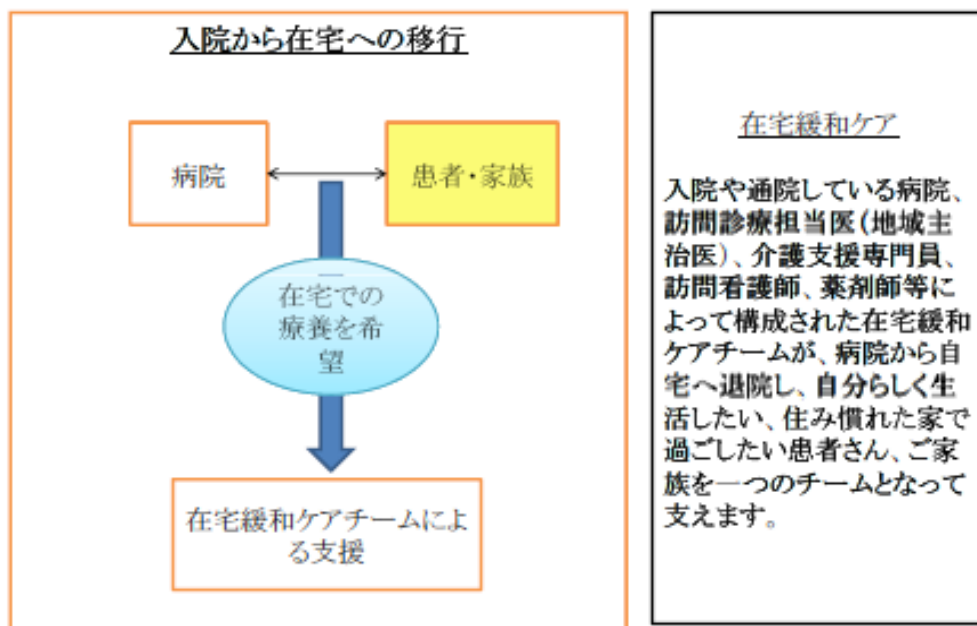 入院から在宅への移行
病院
患者・家族
在宅での
療養を希
望
在宅緩和ケアチームによ
る支援
在宅緩和ケア
入院や通院している病院、
訪問診療担当医(地域主
治医)、介護支援専門員、
訪問看護師、薬剤師等に
よって構成された在宅緩和
ケアチームが、病院から自
宅へ退院し、自分らしく生
活したい、住み慣れた家で
過ごしたい患者さん、ご家
族を一つのチームとなって
支えます。